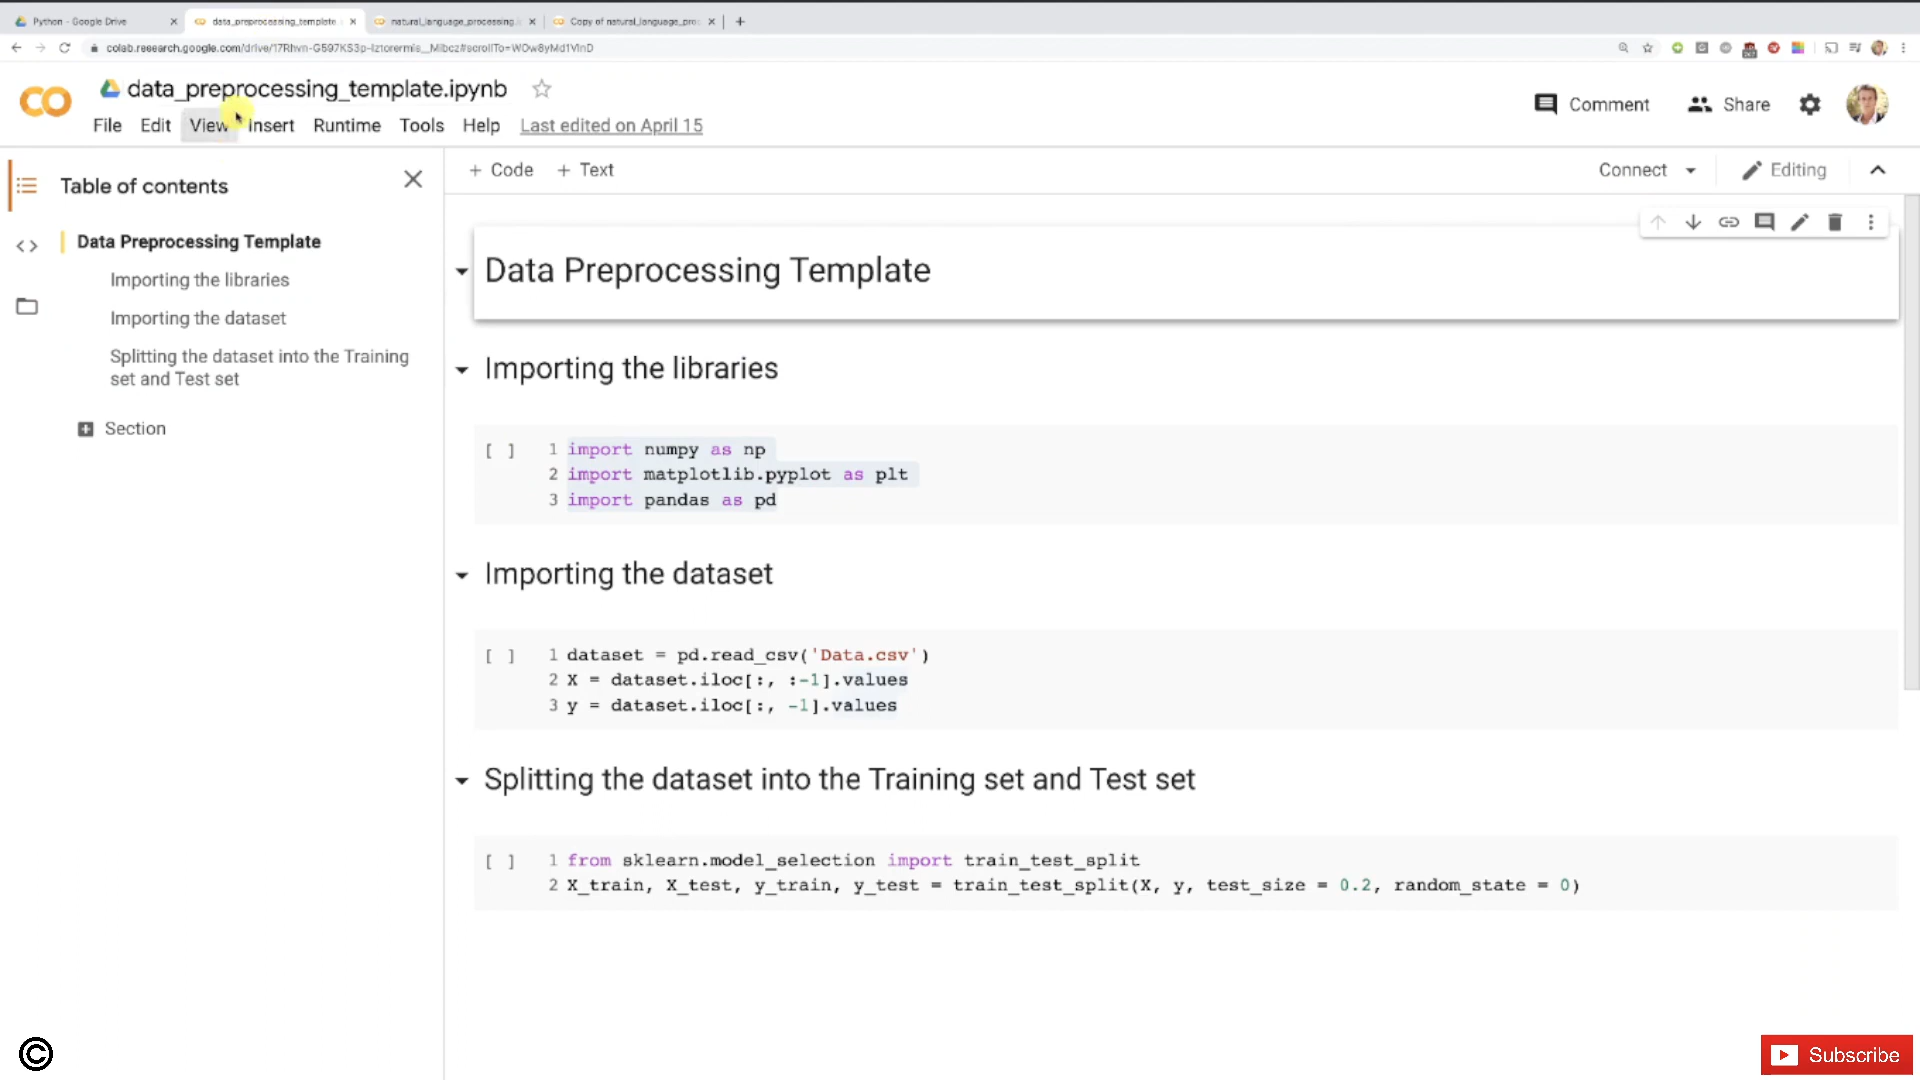 Python - Google Drive
data_preprocessing_template.
natural_language_processing.i
Copy of natural_language_proc
data_preprocessing_template.ipynb
File Edit View Insert Runtime Tools Help Last edited on April 15
Comment Share
Table of contents
+ Code + Text
Connect Editing
Data Preprocessing Template
Importing the libraries
Importing the dataset
Splitting the dataset into the Training
set and Test set
Section
Data Preprocessing Template
Importing the libraries
[ ] 1 import numpy as np
2 import matplotlib.pyplot as plt
3 import pandas as pd
Importing the dataset
[ ] 1 dataset = pd.read_csv('Data.csv')
2 X = dataset.iloc[:, :-1].values
3 y = dataset.iloc[:, -1].values
Splitting the dataset into the Training set and Test set
[ ] 1 from sklearn.model_selection import train_test_split
2 X_train, X_test, y_train, y_test = train_test_split(X, y, test_size = 0.2, random_state = 0)
©
Subscribe